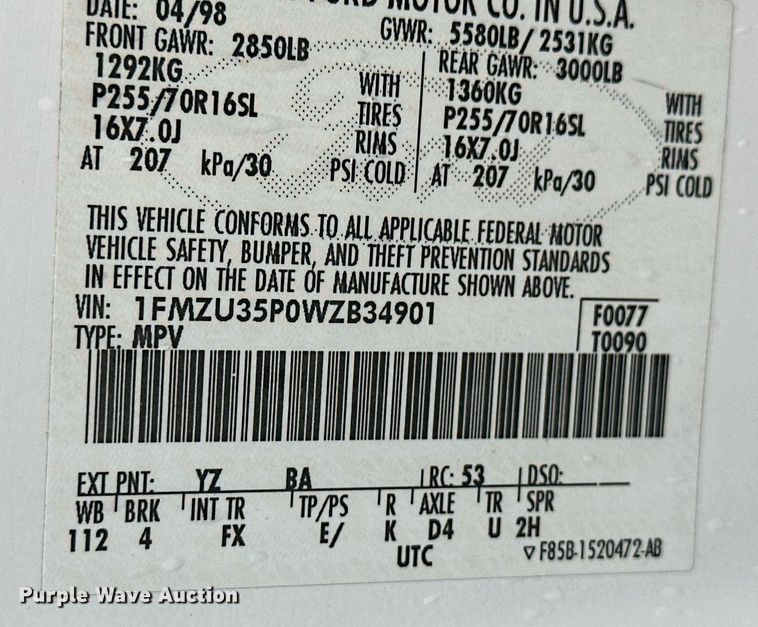 DATE: 04/98
FORD MOTOR CO. IN U.S.A.
GVWR: 5580LB/ 2531KG
FRONT GAWR: 2850LB
1292KG WITH
P255/70R16SL TIRES
16X7.0J RIMS
AT 207 kPa/30 PSI COLD
REAR GAWR: 3000LB
1360KG WITH
P255/70R16SL TIRES
16X7.0J RIMS
AT 207 kPa/30 PSI COLD
THIS VEHICLE CONFORMS TO ALL APPLICABLE FEDERAL MOTOR
VEHICLE SAFETY, BUMPER, AND THEFT PREVENTION STANDARDS
IN EFFECT ON THE DATE OF MANUFACTURE SHOWN ABOVE.
VIN: 1FMZU35P0WZB34901
F0077
TYPE: MPV
T0090
EXT PNT: YZ BA RC: 53 DSO:
WB BRK INT TR TP/PS R AXLE TR SPR
112 4 FX E/ K D4 U 2H
UTC
▽ F85B-1520472-AB
Purple Wave Auction